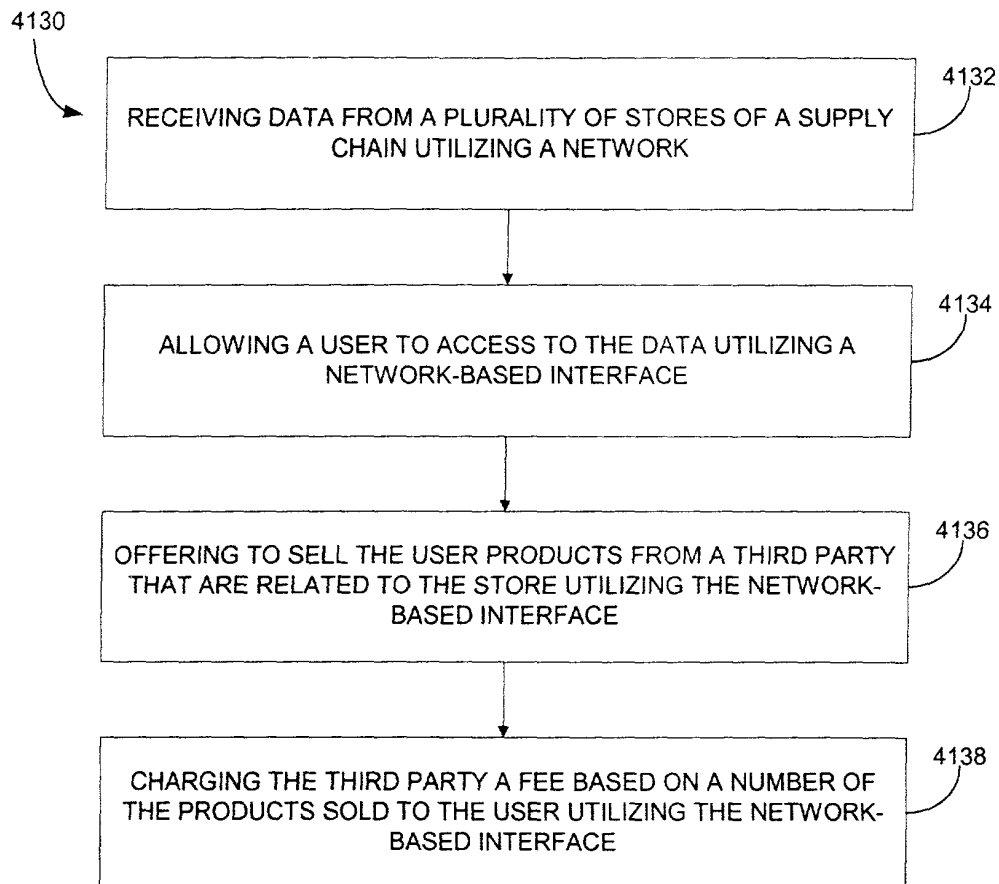 4130
4132
RECEIVING DATA FROM A PLURALITY OF STORES OF A SUPPLY
CHAIN UTILIZING A NETWORK
4134
ALLOWING A USER TO ACCESS TO THE DATA UTILIZING A
NETWORK-BASED INTERFACE
4136
OFFERING TO SELL THE USER PRODUCTS FROM A THIRD PARTY
THAT ARE RELATED TO THE STORE UTILIZING THE NETWORK-
BASED INTERFACE
4138
CHARGING THE THIRD PARTY A FEE BASED ON A NUMBER OF
THE PRODUCTS SOLD TO THE USER UTILIZING THE NETWORK-
BASED INTERFACE